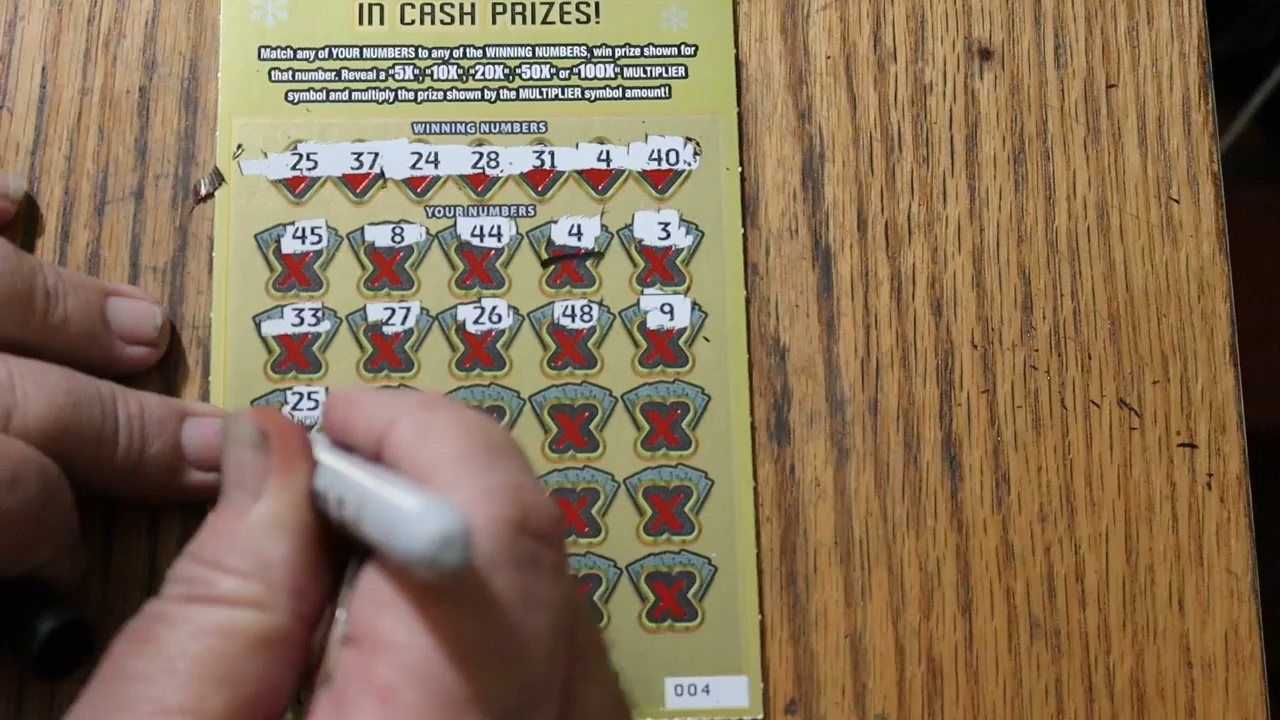 IN CASH PRIZES!
Match any of YOUR NUMBERS to any of the WINNING NUMBERS, win prize shown for
that number. Reveal a "5X", "10X", "20X", "50X" or "100X" MULTIPLIER
symbol and multiply the prize shown by the MULTIPLIER symbol amount!
WINNING NUMBERS
25 37 24 28 31 4 40
YOUR NUMBERS
45 8 44 4 3
X X X X X
33 27 26 48 9
X X X X X
25
X X
X X
X
004